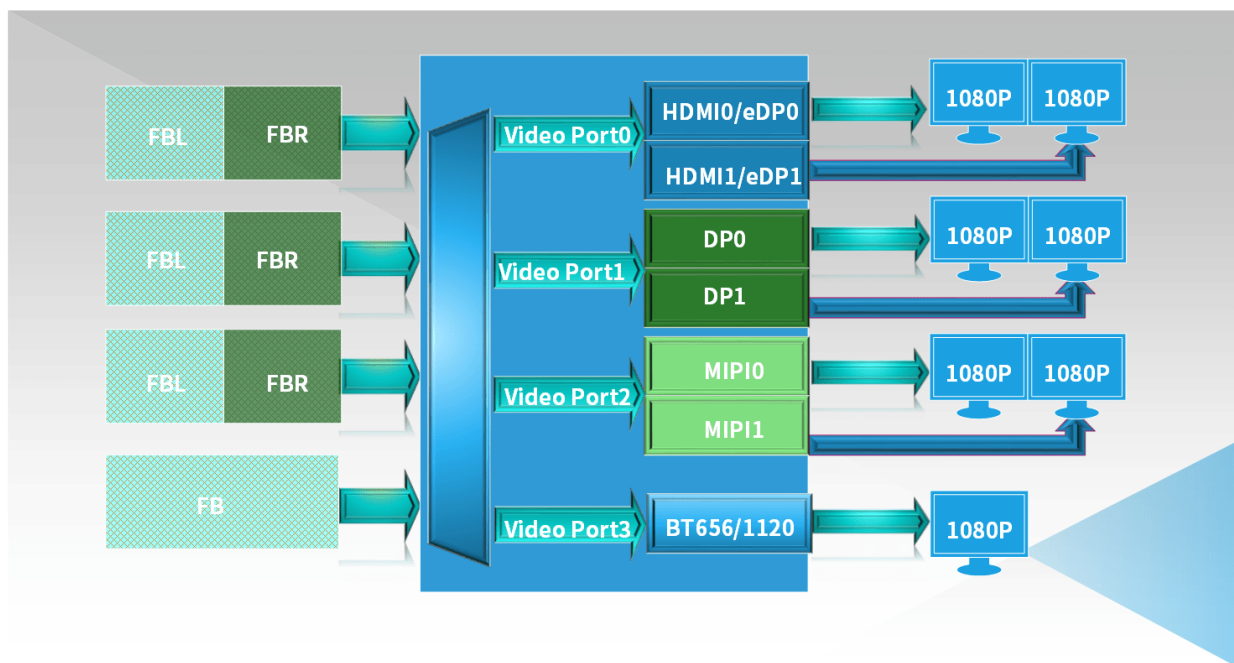 FBL FBR
Video Port0
HDMI0/eDP0
HDMI1/eDP1
1080P 1080P
FBL FBR
Video Port1
DP0
DP1
1080P 1080P
FBL FBR
Video Port2
MIPI0
MIPI1
1080P 1080P
FB
Video Port3
BT656/1120
1080P